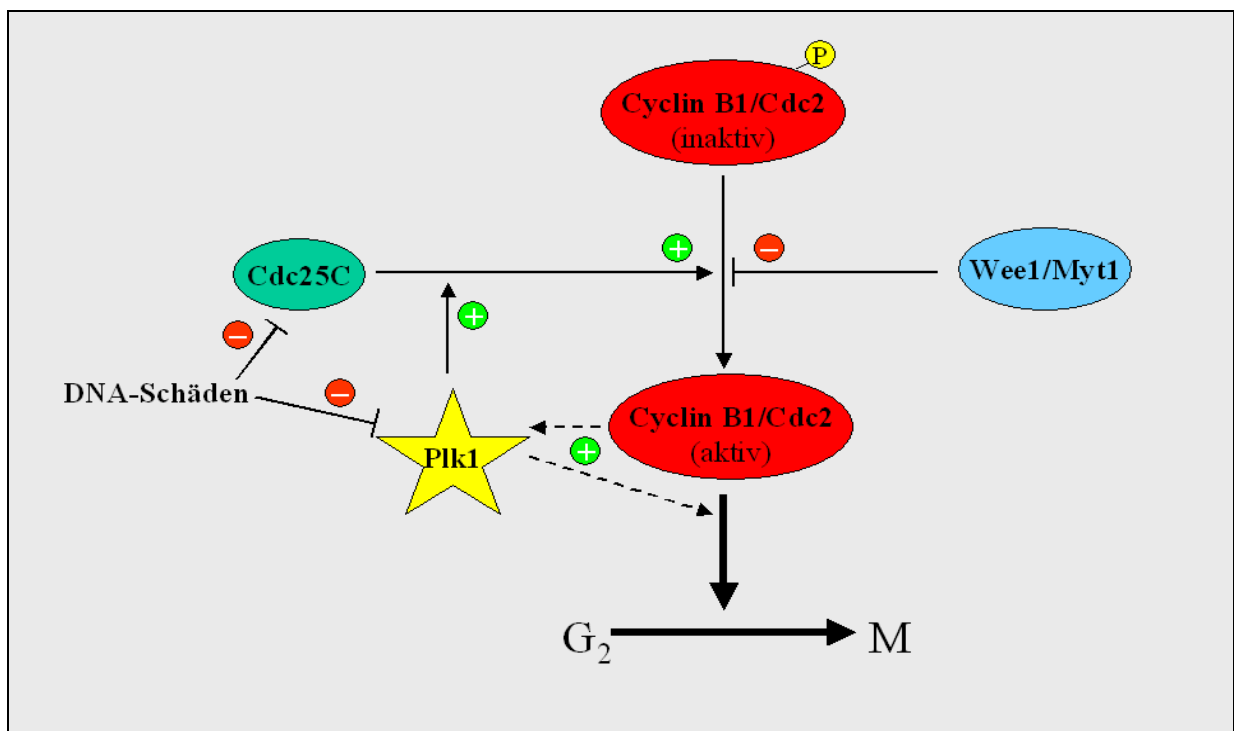 P
Cyclin B1/Cdc2
(inaktiv)
+
−
Cdc25C
Wee1/Myt1
+
−
DNA-Schäden
−
Cyclin B1/Cdc2
(aktiv)
+
Plk1
G2
M